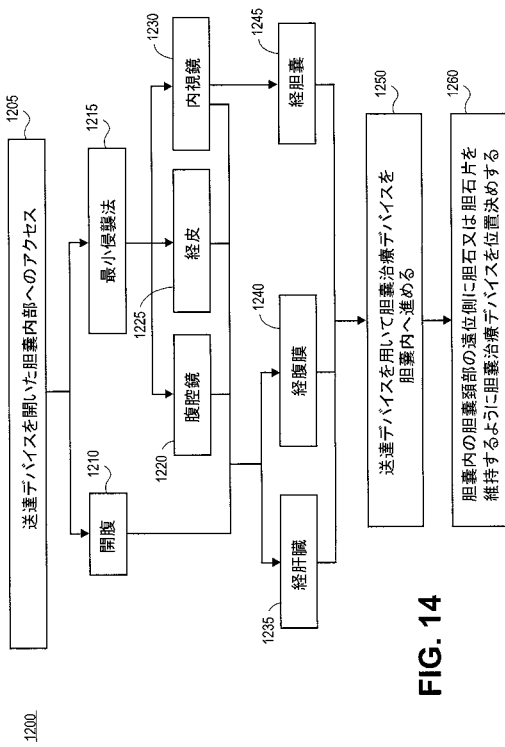 1200
送達デバイスを開いた胆嚢内部へのアクセス
1205
開腹
1210
最小侵襲法
1215
腹腔鏡
1220
経皮
1225
内視鏡
1230
経肝臓
1235
経腹膜
1240
経胆嚢
1245
送達デバイスを用いて胆嚢治療デバイスを
胆嚢内へ進める
1250
胆嚢内の胆嚢頚部の遠位側に胆石又は胆石片を
維持するように胆嚢治療デバイスを位置決めする
1260
FIG. 14